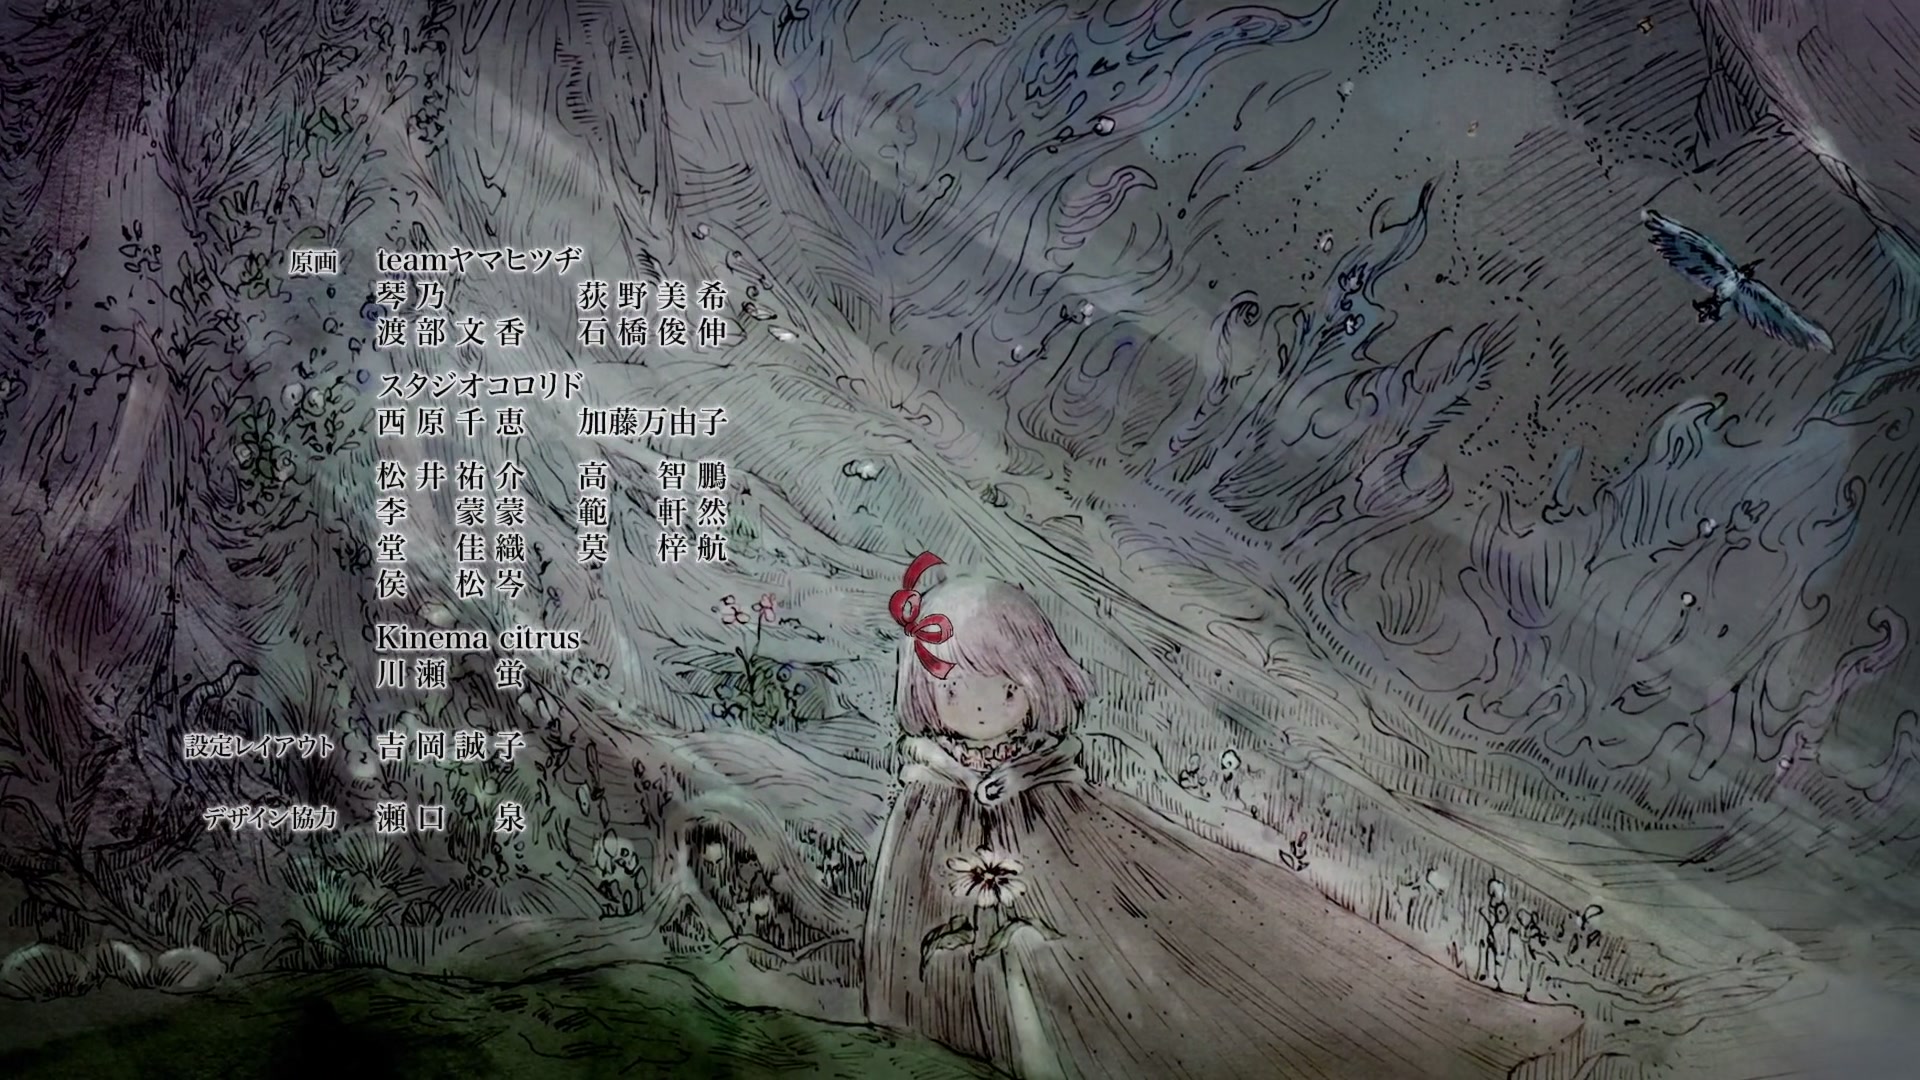 原画 teamヤマヒツヂ
琴乃 荻野美希
渡部文香 石橋俊伸
スタジオコロリド
西原千恵 加藤万由子
松井祐介 高智鵬
李蒙蒙 範軒然
堂佳織 莫梓航
侯松岑
Kinema citrus
川瀬蛍
設定レイアウト 吉岡誠子
デザイン協力 瀬口泉